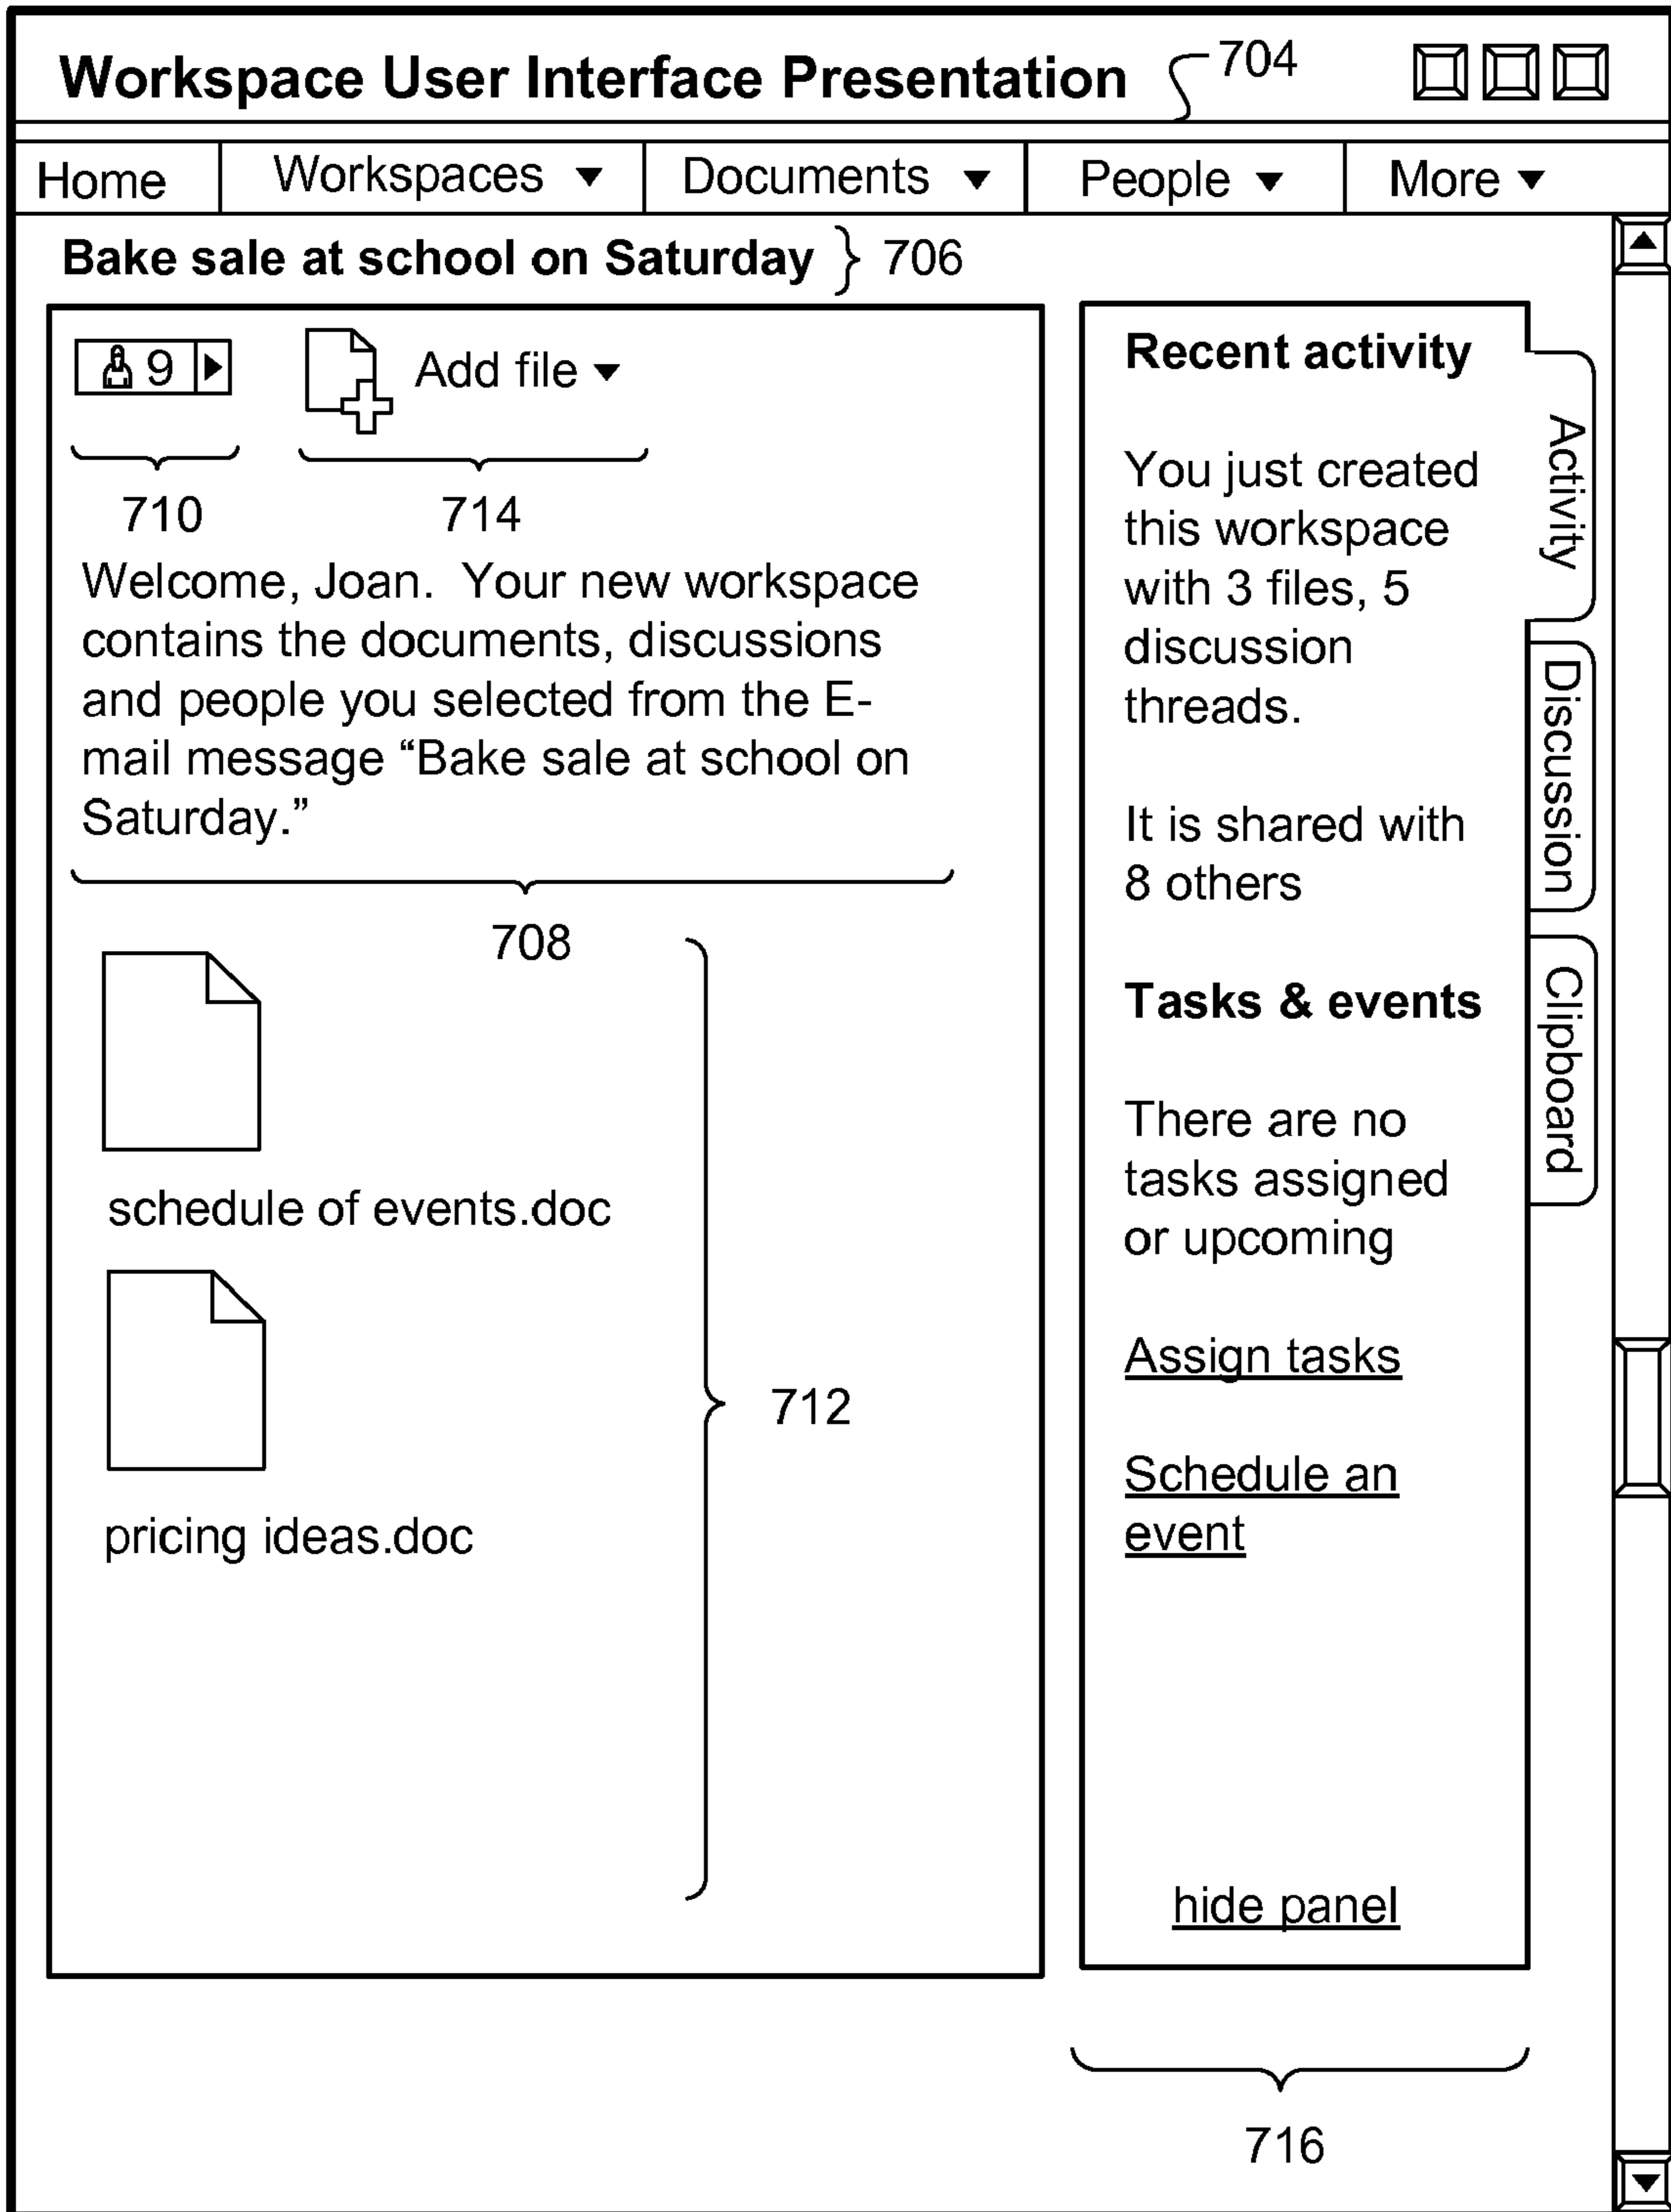 Workspace User Interface Presentation
704
Home
Workspaces
Documents
People
More
Bake sale at school on Saturday
706
9
Add file
710
714
Welcome, Joan. Your new workspace
contains the documents, discussions
and people you selected from the E-
mail message “Bake sale at school on
Saturday.”
708
schedule of events.doc
pricing ideas.doc
712
Recent activity
You just created
this workspace
with 3 files, 5
discussion
threads.
It is shared with
8 others
Tasks & events
There are no
tasks assigned
or upcoming
Assign tasks
Schedule an
event
hide panel
Activity
Discussion
Clipboard
716